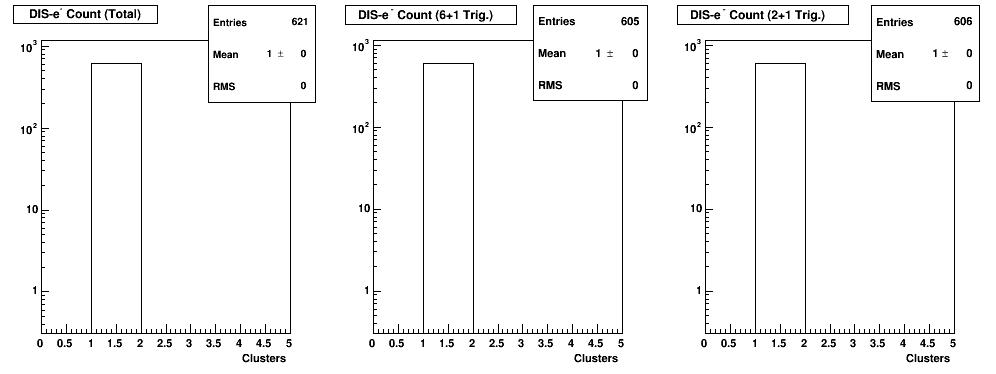 DIS-e⁻ Count (Total)
Entries 621
Mean 1 ± 0
RMS 0
10³
10²
10
1
0 0.5 1 1.5 2 2.5 3 3.5 4 4.5 5
Clusters
DIS-e⁻ Count (6+1 Trig.)
Entries 605
Mean 1 ± 0
RMS 0
10³
10²
10
1
0 0.5 1 1.5 2 2.5 3 3.5 4 4.5 5
Clusters
DIS-e⁻ Count (2+1 Trig.)
Entries 606
Mean 1 ± 0
RMS 0
10³
10²
10
1
0 0.5 1 1.5 2 2.5 3 3.5 4 4.5 5
Clusters